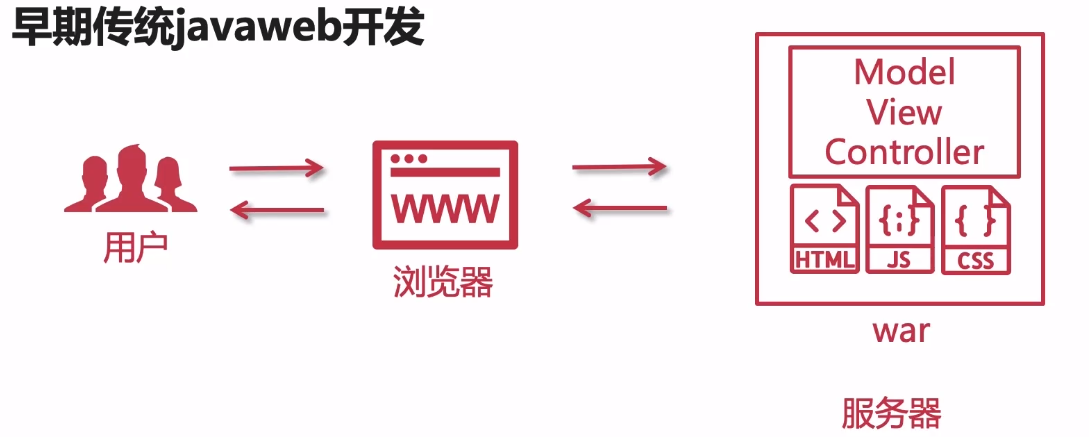 早期传统javaweb开发
Model
View
Controller
WWW
< >
{;}
{ }
HTML
JS
CSS
用户
浏览器
war
服务器